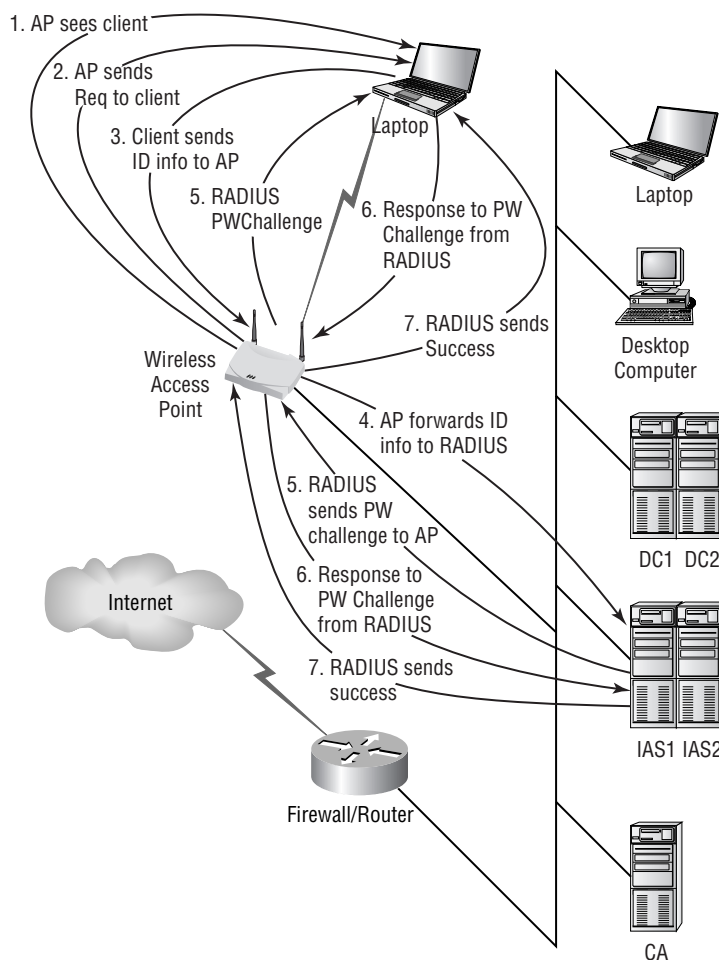 1. AP sees client
2. AP sends
Req to client
3. Client sends
ID info to AP
Laptop
5. RADIUS
PWChallenge
6. Response to PW
Challenge from
RADIUS
7. RADIUS sends
Success
Wireless
Access
Point
4. AP forwards ID
info to RADIUS
5. RADIUS
sends PW
challenge to AP
6. Response to
PW Challenge
from RADIUS
7. RADIUS sends
success
Internet
Firewall/Router
Laptop
Desktop
Computer
DC1 DC2
IAS1 IAS2
CA